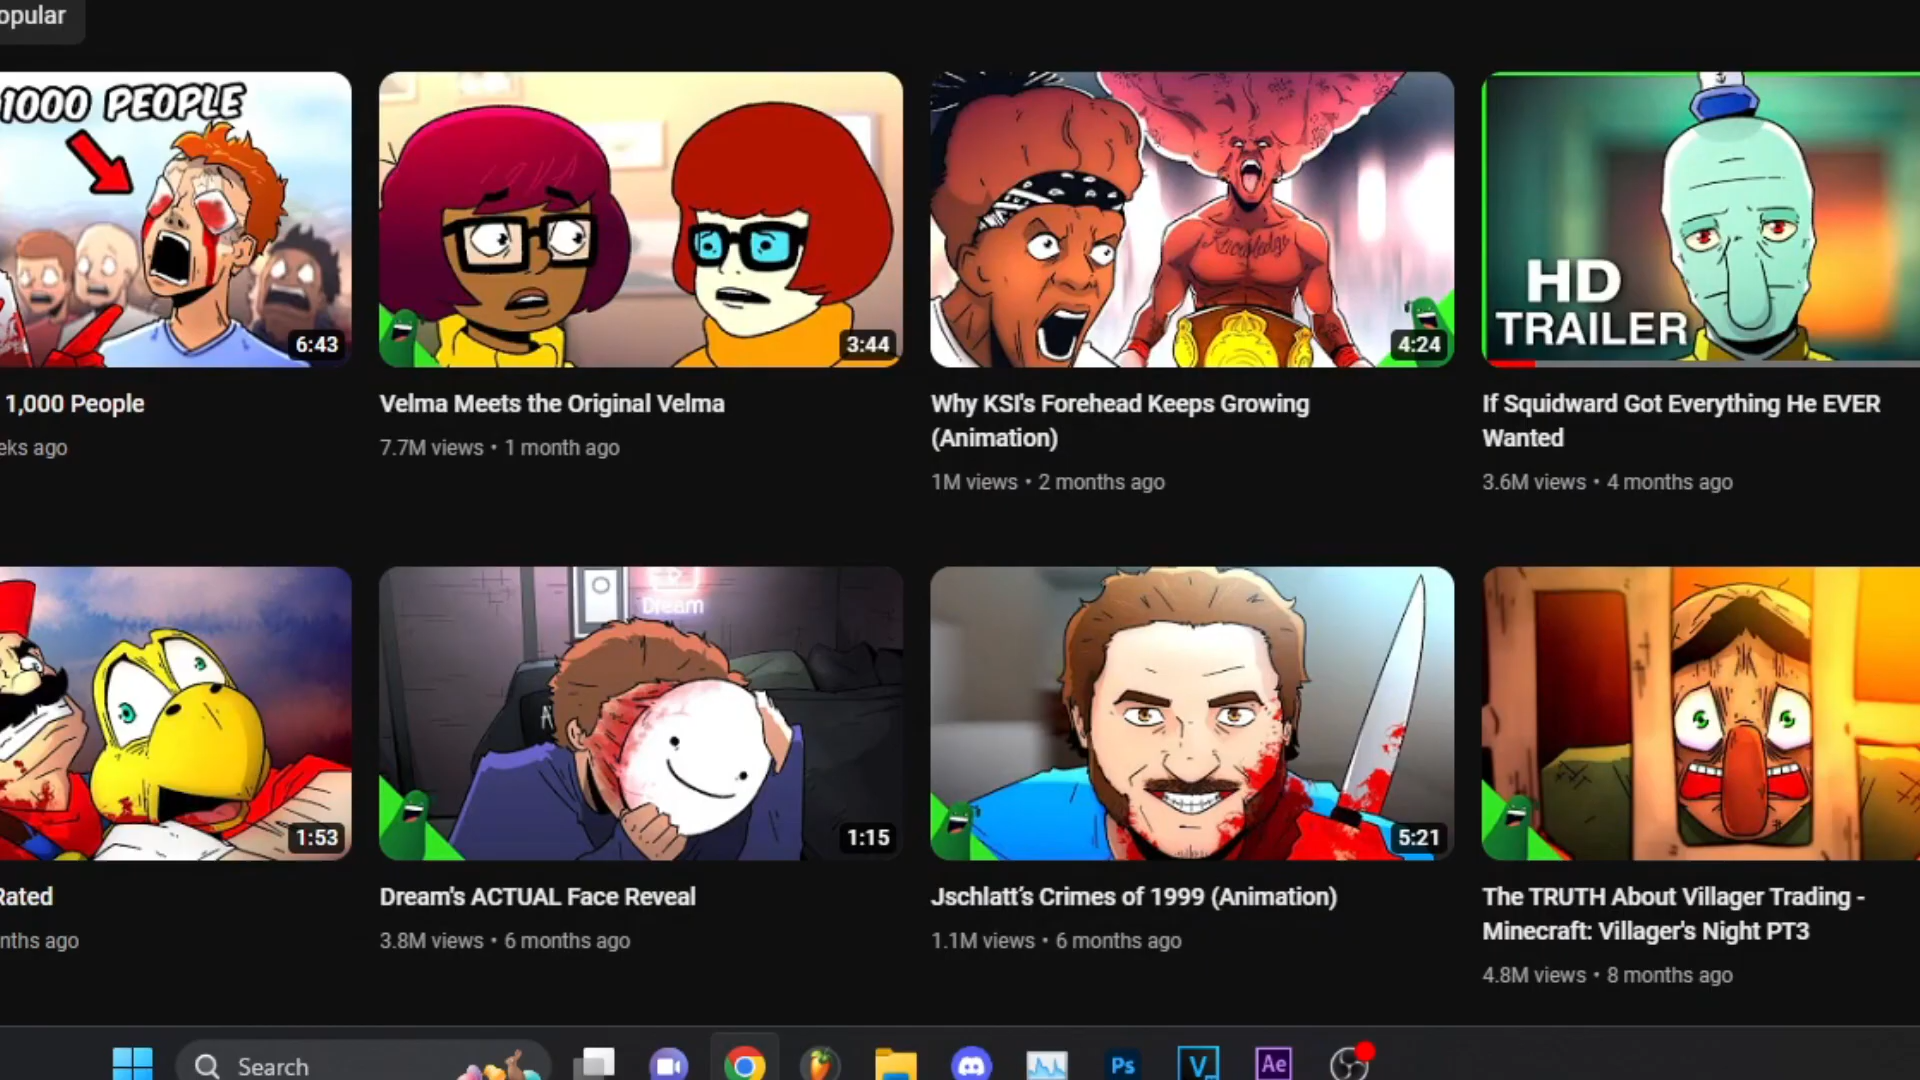 opular
1000 PEOPLE
6:43
3:44
Knowledge
4:24
HD
TRAILER
1,000 People
eks ago
Velma Meets the Original Velma
7.7M views • 1 month ago
Why KSI's Forehead Keeps Growing
(Animation)
1M views • 2 months ago
If Squidward Got Everything He EVER
Wanted
3.6M views • 4 months ago
Dream
1:53
1:15
5:21
Rated
nths ago
Dream's ACTUAL Face Reveal
3.8M views • 6 months ago
Jschlatt’s Crimes of 1999 (Animation)
1.1M views • 6 months ago
The TRUTH About Villager Trading -
Minecraft: Villager's Night PT3
4.8M views • 8 months ago
Search
Ps
V
Ae